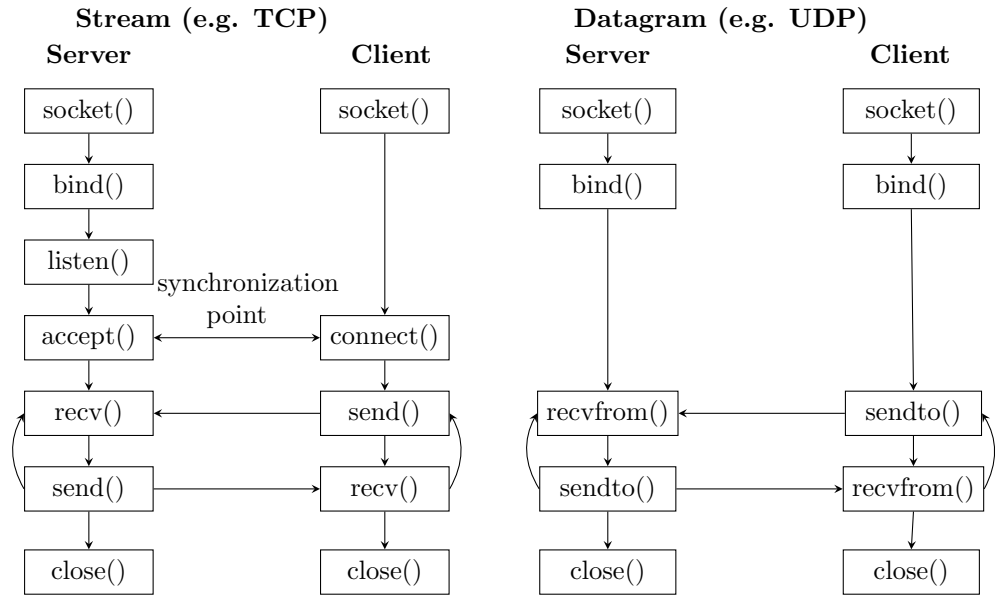 Stream (e.g. TCP)
Server
Client
socket()
socket()
bind()
listen()
synchronization
point
accept()
connect()
recv()
send()
send()
recv()
close()
close()
Datagram (e.g. UDP)
Server
Client
socket()
socket()
bind()
bind()
recvfrom()
sendto()
sendto()
recvfrom()
close()
close()